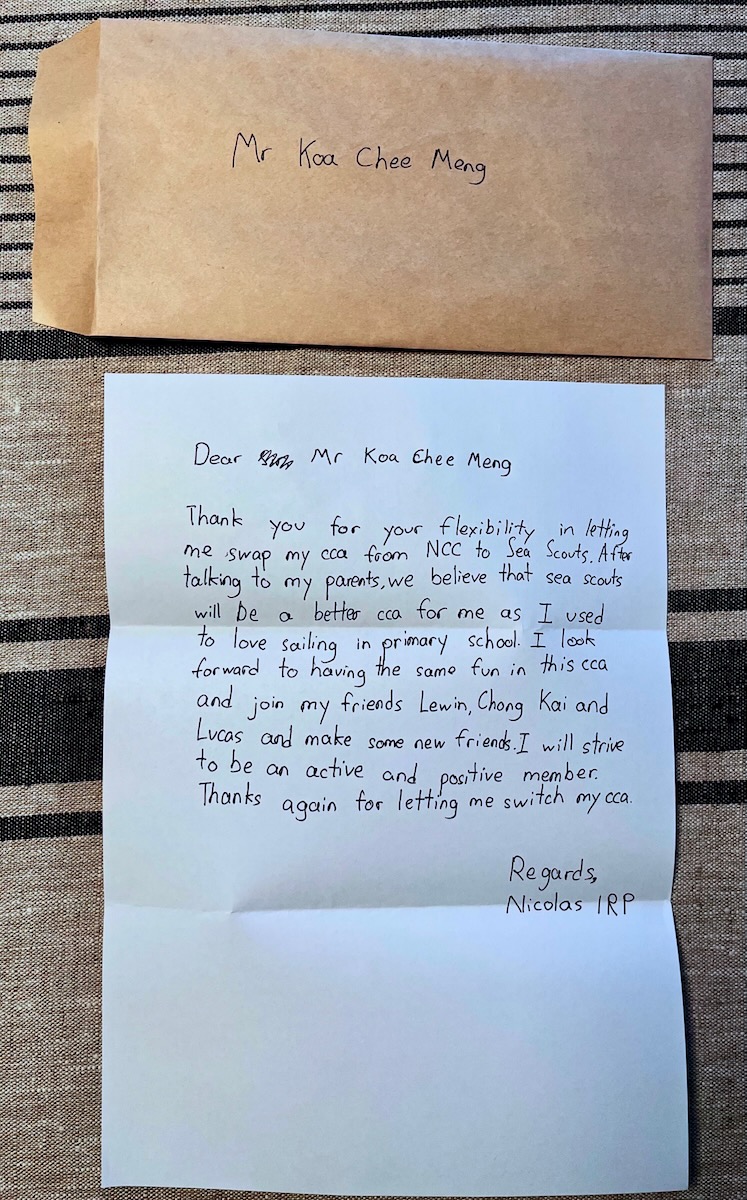 Mr Koa Chee Meng
Dear Mr Koa Chee Meng
Thank you for your flexibility in letting
me swap my cca from NCC to Sea Scouts. After
talking to my parents, we believe that sea scouts
will be a better cca for me as I used
to love sailing in primary school. I look
forward to having the same fun in this cca
and join my friends Lewin, Chong Kai and
Lucas and make some new friends. I will strive
to be an active and positive member.
Thanks again for letting me switch my cca.
Regards,
Nicolas IRP